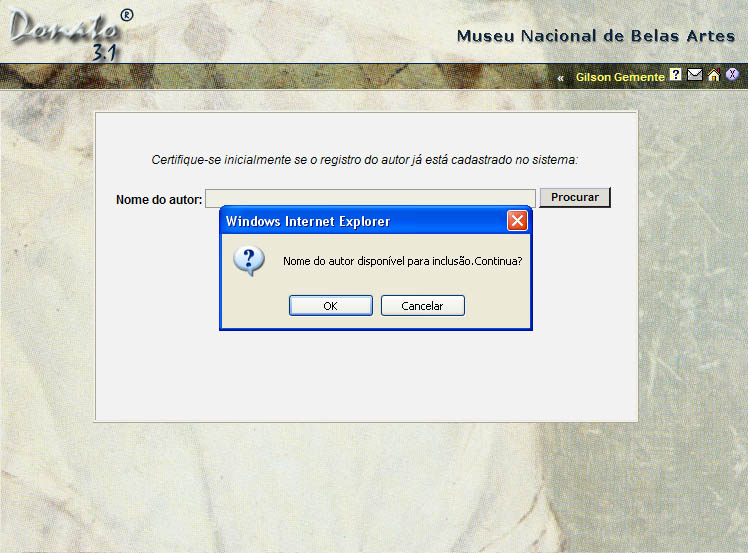 Donato ®
3.1
Museu Nacional de Belas Artes
« Gilson Gemente ?
Certifique-se inicialmente se o registro do autor já está cadastrado no sistema:
Nome do autor: Procurar
Windows Internet Explorer
Nome do autor disponível para inclusão.Continua?
OK Cancelar